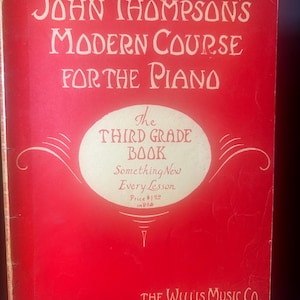 JOHN THOMPSON'S
MODERN COURSE
FOR THE PIANO
The
THIRD GRADE
BOOK
Something New
Every Lesson
THE WILLIS MUSIC CO.